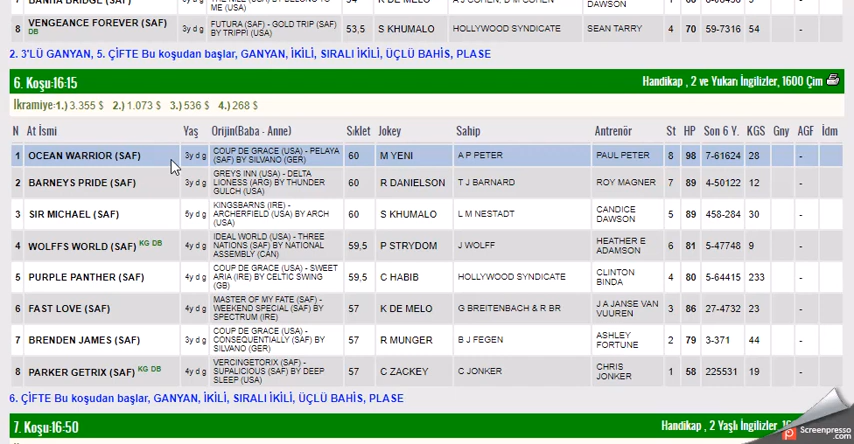 ME (USA)
DAWSON
8 VENGEANCE FOREVER (SAF) DB 3y d g FUTURA (SAF) - GOLD TRIP (SAF) BY TRIPPI (USA) 53,5 S KHUMALO HOLLYWOOD SYNDICATE SEAN TARRY 4 70 59-7316 54
2. 3'LÜ GANYAN, 5. ÇİFTE Bu koşudan başlar, GANYAN, İKİLİ, SIRALI İKİLİ, ÜÇLÜ BAHİS, PLASE
6. Koşu:16:15 Handikap , 2 ve Yukarı İngilizler, 1600 Çim
İkramiye:1.) 3.355 $ 2.) 1.073 $ 3.) 536 $ 4.) 268 $
N At İsmi Yaş Orijin(Baba - Anne) Sıklet Jokey Sahip Antrenör St HP Son 6 Y. KGS Gny AGF İdm
1 OCEAN WARRIOR (SAF) 3y d g COUP DE GRACE (USA) - PELAYA (SAF) BY SILVANO (GER) 60 M YENI A P PETER PAUL PETER 8 98 7-61624 28 -
2 BARNEYS PRIDE (SAF) 3y d g GREYS INN (USA) - DELTA LIONESS (ARG) BY THUNDER GULCH (USA) 60 R DANIELSON T J BARNARD ROY MAGNER 7 89 4-50122 12 -
3 SIR MICHAEL (SAF) 5y d g KINGSBARNS (IRE) - ARCHERFIELD (USA) BY ARCH (USA) 60 S KHUMALO L M NESTADT CANDICE DAWSON 5 89 458-284 30 -
4 WOLFFS WORLD (SAF) KG DB 4y d g IDEAL WORLD (USA) - THREE NATIONS (SAF) BY NATIONAL ASSEMBLY (CAN) 59,5 P STRYDOM J WOLFF HEATHER E ADAMSON 6 81 5-47748 9 -
5 PURPLE PANTHER (SAF) 4y d g COUP DE GRACE (USA) - SWEET ARIA (IRE) BY CELTIC SWING (GB) 59,5 C HABIB HOLLYWOOD SYNDICATE CLINTON BINDA 4 80 5-64415 233 -
6 FAST LOVE (SAF) 4y d g MASTER OF MY FATE (SAF) - WEEKEND SPECIAL (SAF) BY SPECTRUM (IRE) 57 K DE MELO G BREITENBACH & R BR J A JANSE VAN VUUREN 3 86 27-4732 23 -
7 BRENDEN JAMES (SAF) 3y d g COUP DE GRACE (USA) - CONSEQUENTIALLY (SAF) BY SILVANO (GER) 57 R MUNGER B J FEGEN ASHLEY FORTUNE 2 79 3-371 44 -
8 PARKER GETRIX (SAF) KG DB 4y d g VERCINGETORIX (SAF) - SUPALICIOUS (SAF) BY DEEP SLEEP (USA) 57 C ZACKEY C JONKER CHRIS JONKER 1 58 225531 19 -
6. ÇİFTE Bu koşudan başlar, GANYAN, İKİLİ, SIRALI İKİLİ, ÜÇLÜ BAHİS, PLASE
7. Koşu:16:50 Handikap , 2 Yaşlı İngilizler,
Screenpresso.com